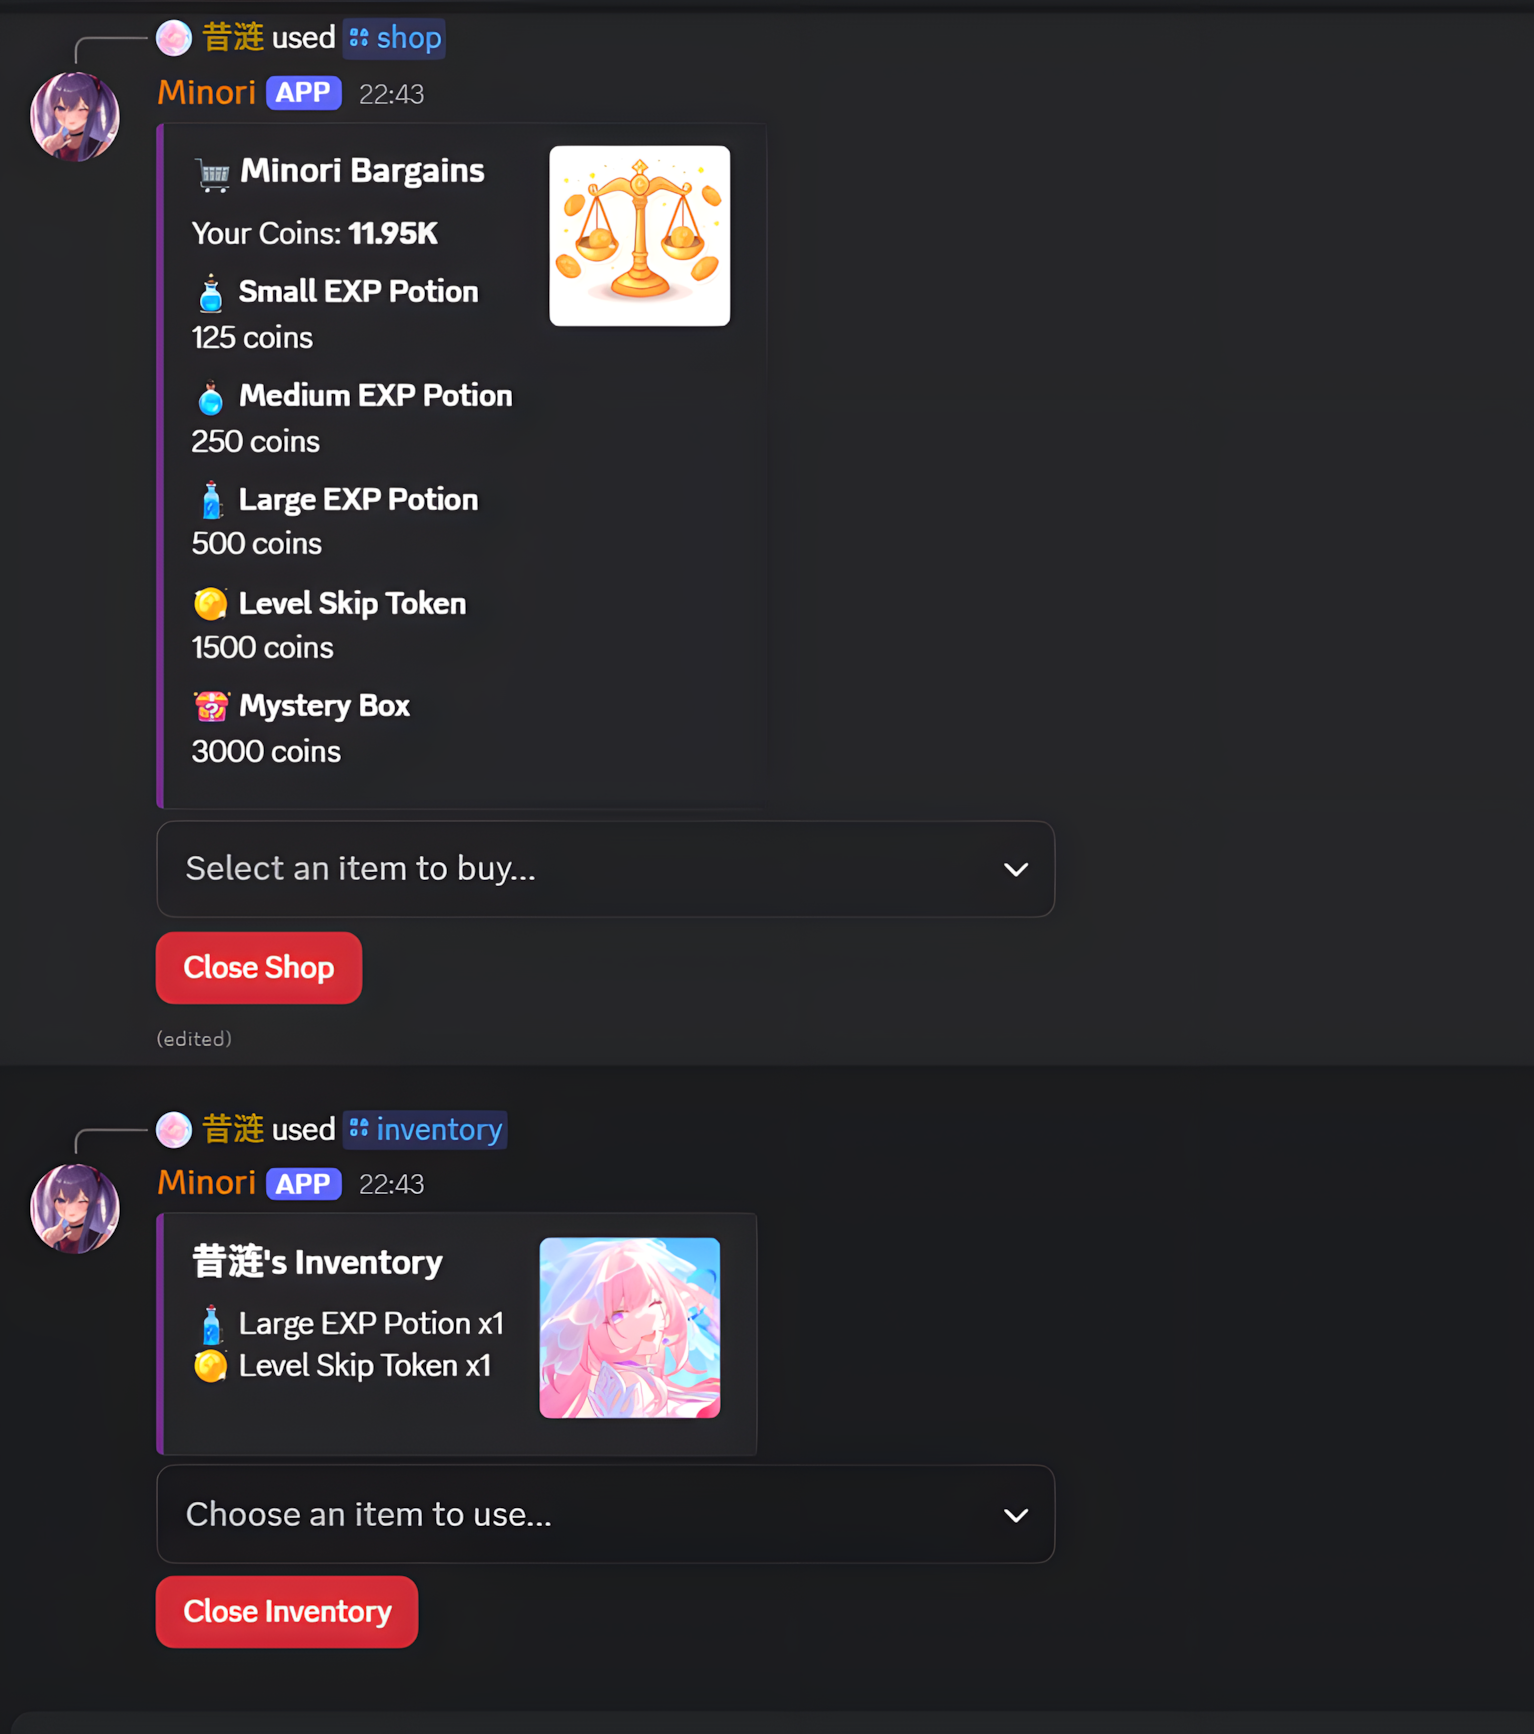 昔涟 used shop
Minori APP 22:43
Minori Bargains
Your Coins: 11.95K
Small EXP Potion
125 coins
Medium EXP Potion
250 coins
Large EXP Potion
500 coins
Level Skip Token
1500 coins
Mystery Box
3000 coins
Select an item to buy...
Close Shop
(edited)
昔涟 used inventory
Minori APP 22:43
昔涟's Inventory
Large EXP Potion x1
Level Skip Token x1
Choose an item to use...
Close Inventory